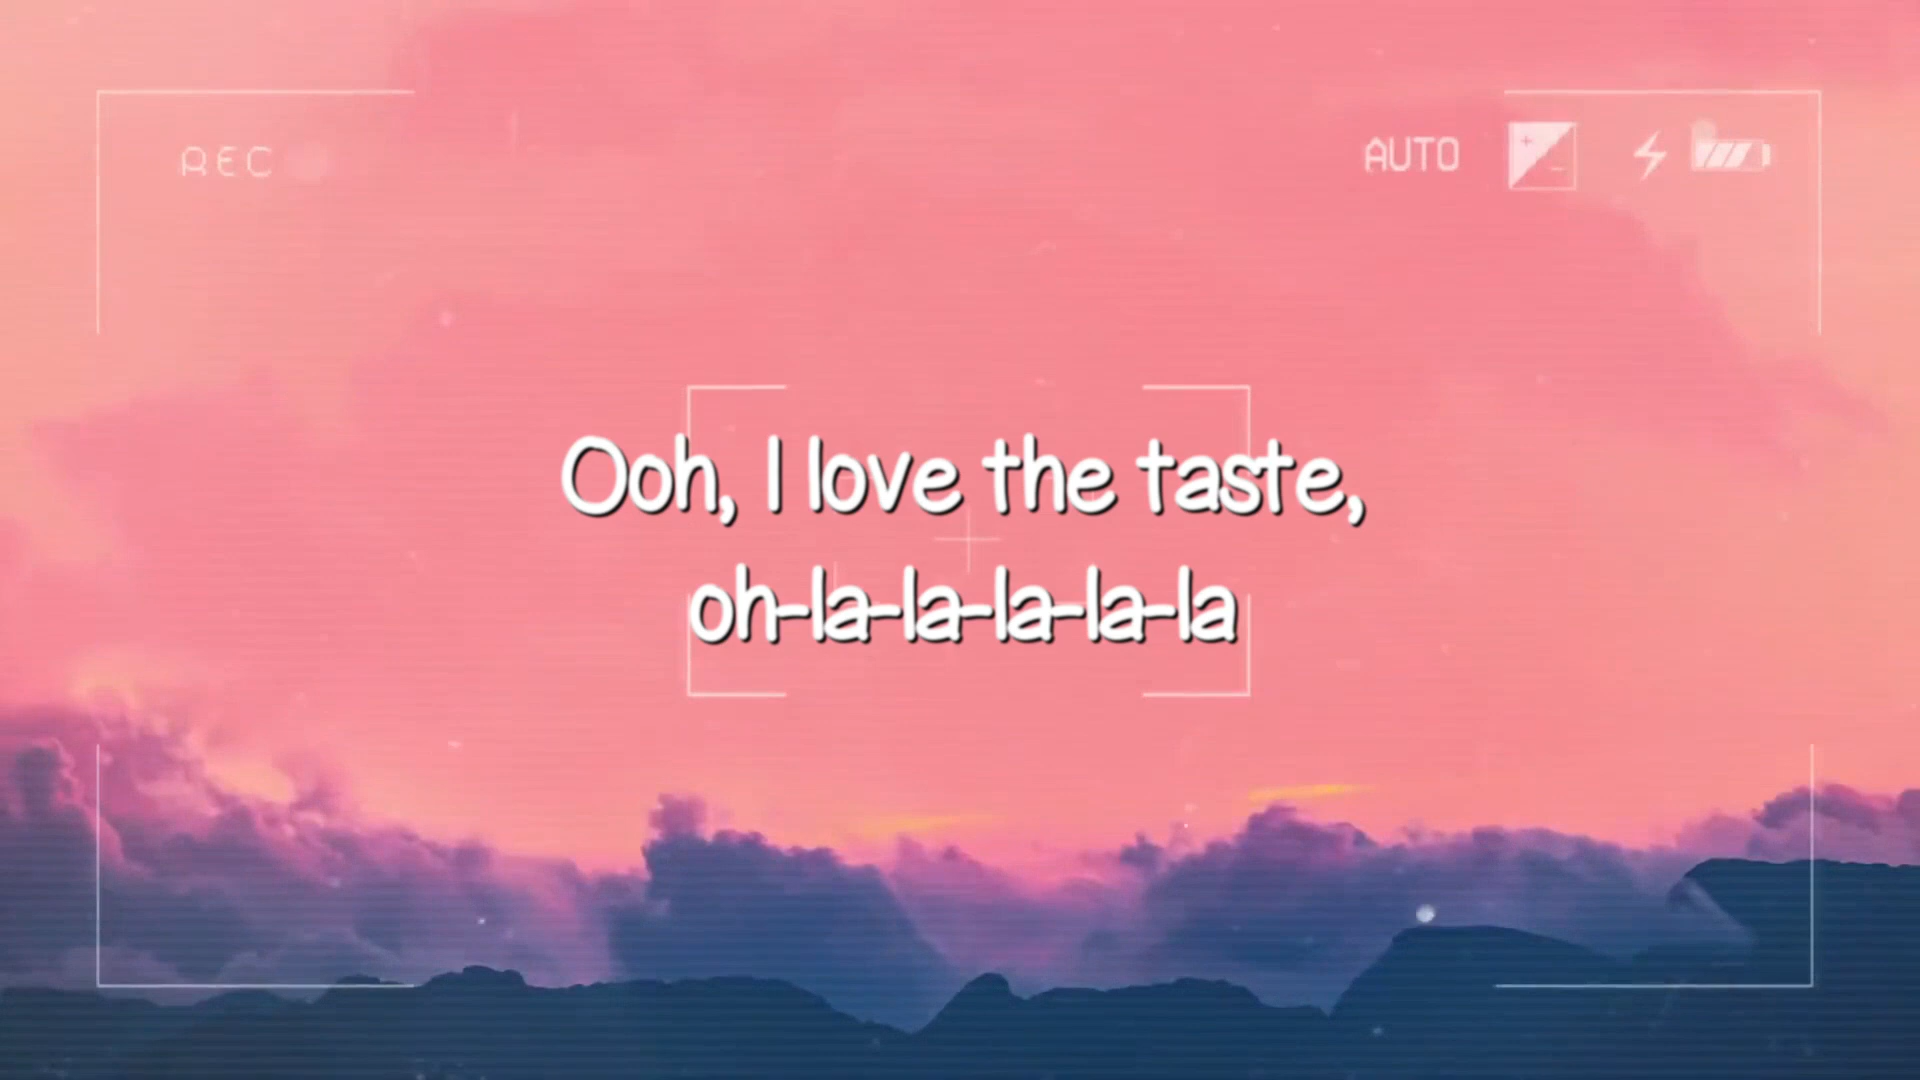 REC
AUTO
Ooh, I love the taste,
oh-la-la-la-la-la